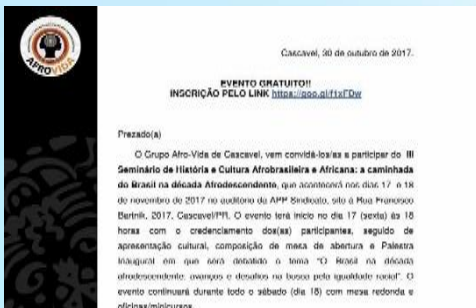 AFROVIDA
Cascavel, 30 de outubro de 2017.
EVENTO GRATUITO!!
INSCRIÇÃO PELO LINK https://goo.gl/f1xFDw
Prezado(a)
O Grupo Afro-Vida de Cascavel, vem convidá-los/as a participar do III
Seminário de História e Cultura Afrobrasileira e Africana: a caminhada
do Brasil na década Afrodescendente, que acontecerá nos dias 17 e 18
de novembro de 2017 no auditório da APP Sindicato, sito à Rua Francisco
Bartnik, 2017, Cascavel/PR. O evento terá início no dia 17 (sexta) às 18
horas com o credenciamento dos(as) participantes, seguido de
apresentação cultural, composição de mesa de abertura e Palestra
Inaugural em que será debatido o tema "O Brasil na década
afrodescendente: avanços e desafios na busca pela igualdade racial". O
evento continuará durante todo o sábado (dia 18) com mesa redonda e
oficinas/minicursos.